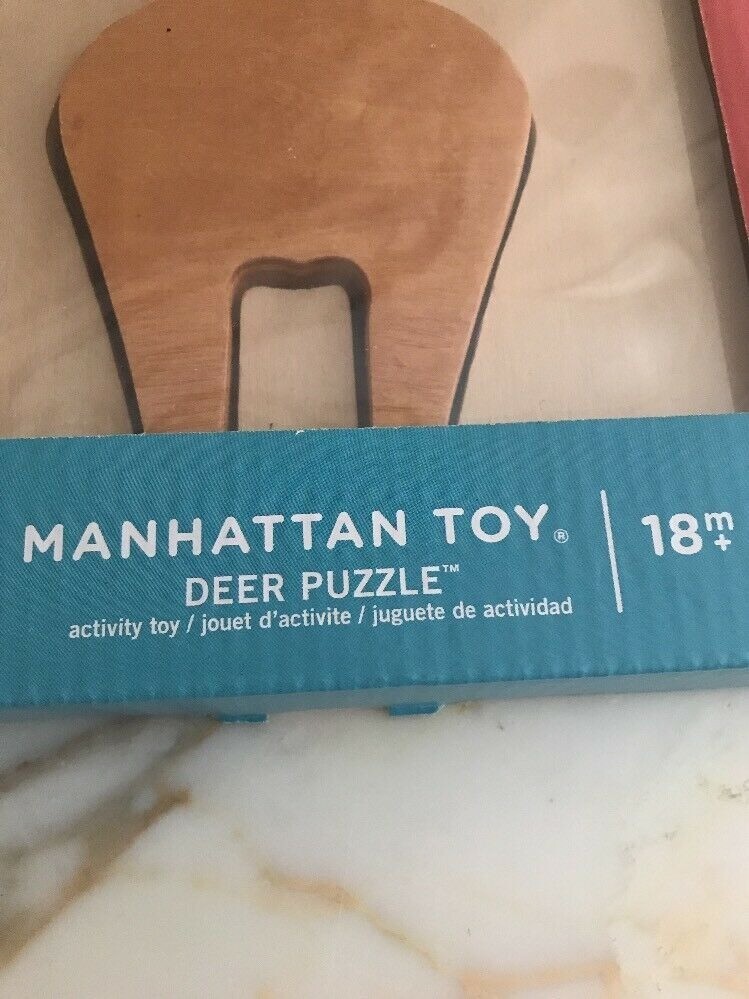 MANHATTAN TOY®
DEER PUZZLE™
activity toy / jouet d'activite / juguete de actividad
18m+